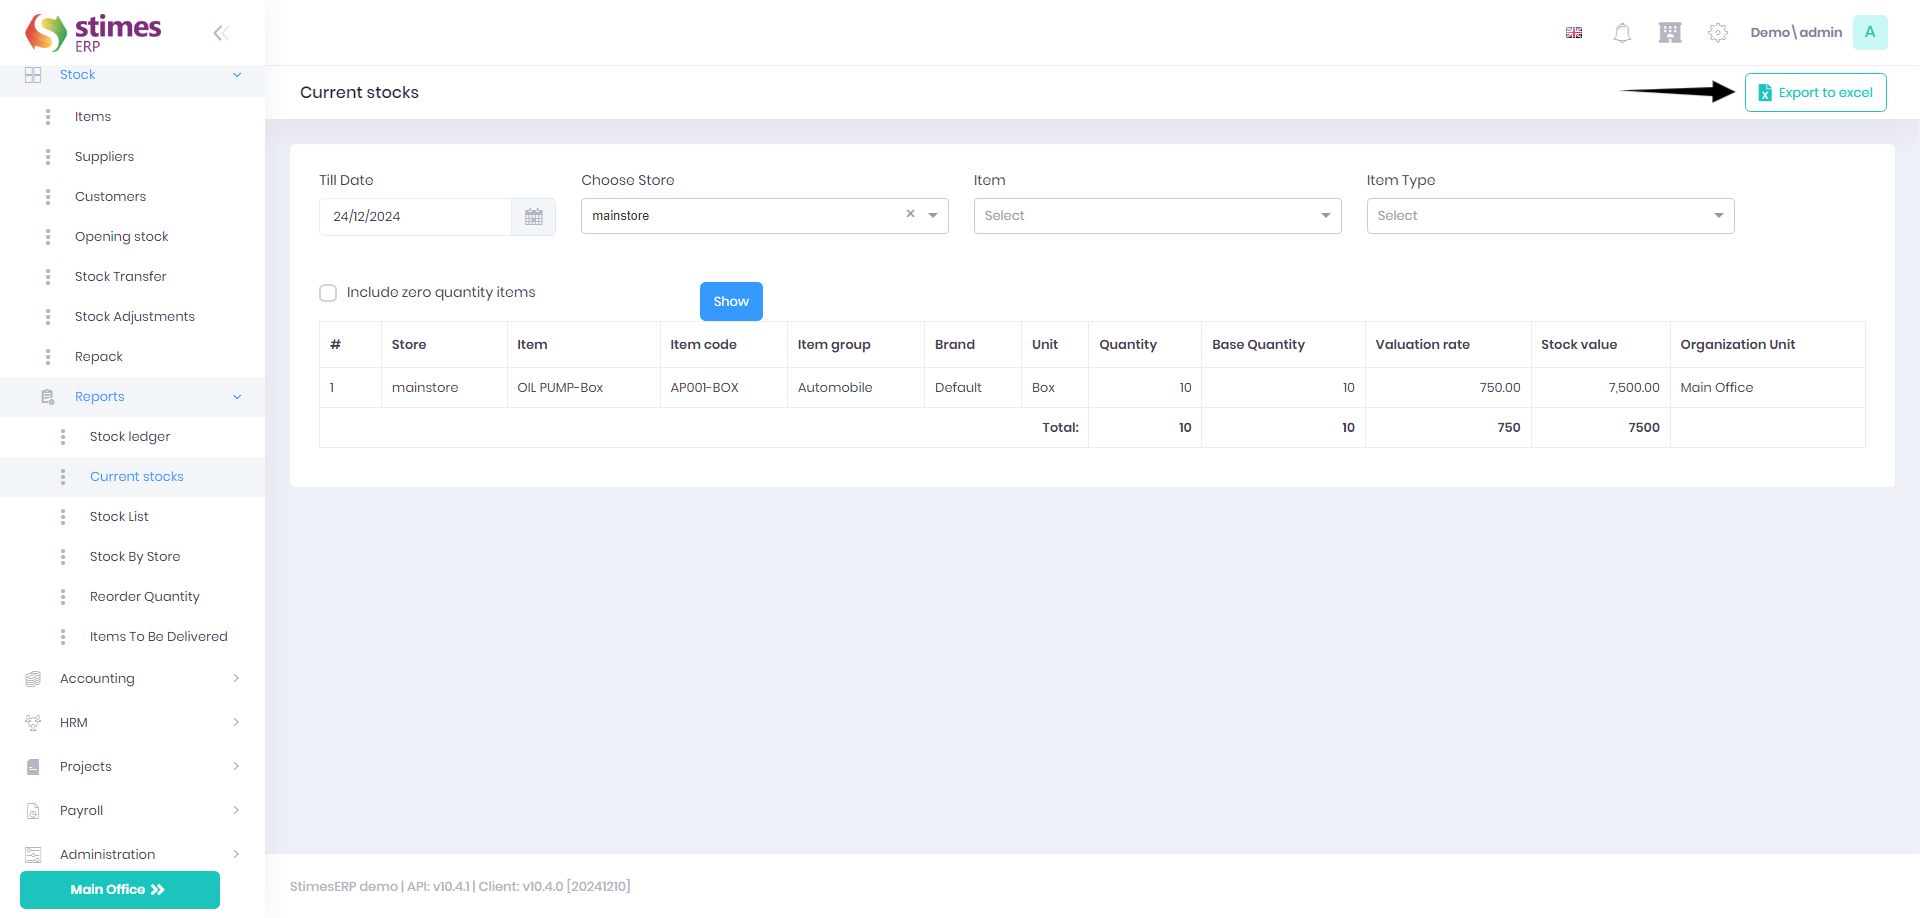 stimes
ERP
Demo\admin
A
Stock
Items
Suppliers
Customers
Opening stock
Stock Transfer
Stock Adjustments
Repack
Reports
Stock ledger
Current stocks
Stock List
Stock By Store
Reorder Quantity
Items To Be Delivered
Accounting
HRM
Projects
Payroll
Administration
Main Office
Current stocks
Export to excel
Till Date Choose Store Item Item Type
24/12/2024 mainstore × Select Select
Include zero quantity items Show
# Store Item Item code Item group Brand Unit Quantity Base Quantity Valuation rate Stock value Organization Unit
1 mainstore OIL PUMP-Box AP001-BOX Automobile Default Box 10 10 750.00 7,500.00 Main Office
Total: 10 10 750 7500
StimesERP demo | API: v10.4.1 | Client: v10.4.0 [20241210]